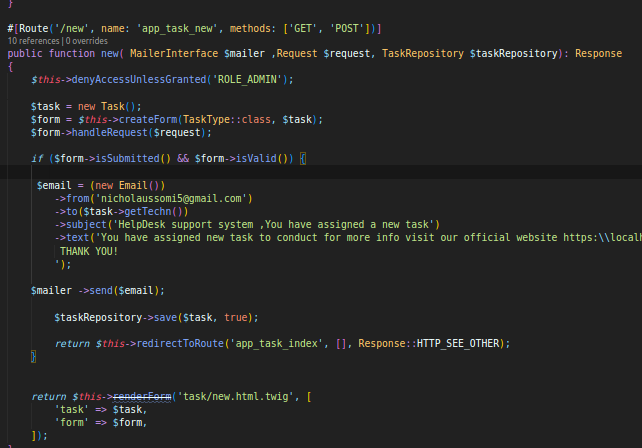 }
#[Route('/new', name: 'app_task_new', methods: ['GET', 'POST'])]
10 references | 0 overrides
public function new( MailerInterface $mailer ,Request $request, TaskRepository $taskRepository): Response
{
$this->denyAccessUnlessGranted('ROLE_ADMIN');
$task = new Task();
$form = $this->createForm(TaskType::class, $task);
$form->handleRequest($request);
if ($form->isSubmitted() && $form->isValid()) {
$email = (new Email())
->from('nicholaussomi5@gmail.com')
->to($task->getTechn())
->subject('HelpDesk support system ,You have assigned a new task')
->text('You have assigned new task to conduct for more info visit our official website https:\\local
THANK YOU!
');
$mailer ->send($email);
$taskRepository->save($task, true);
return $this->redirectToRoute('app_task_index', [], Response::HTTP_SEE_OTHER);
}
return $this->renderForm('task/new.html.twig', [
'task' => $task,
'form' => $form,
]);
}